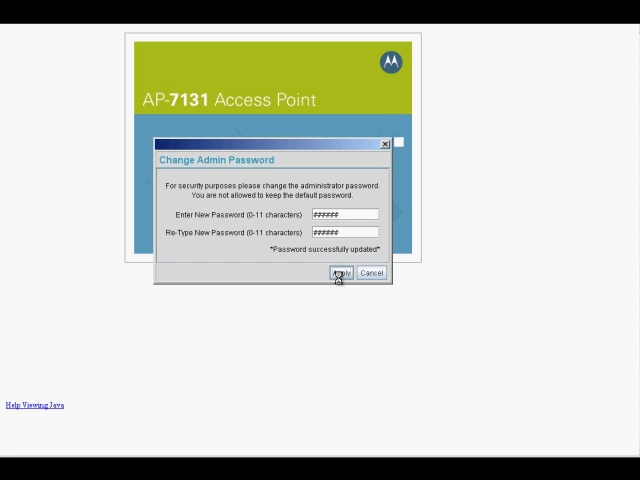 AP-7131 Access Point
Change Admin Password
For security purposes please change the administrator password.
You are not allowed to keep the default password.
Enter New Password (0-11 characters) ######
Re-Type New Password (0-11 characters) ######
*Password successfully updated*
Apply Cancel
Help Viewing Java